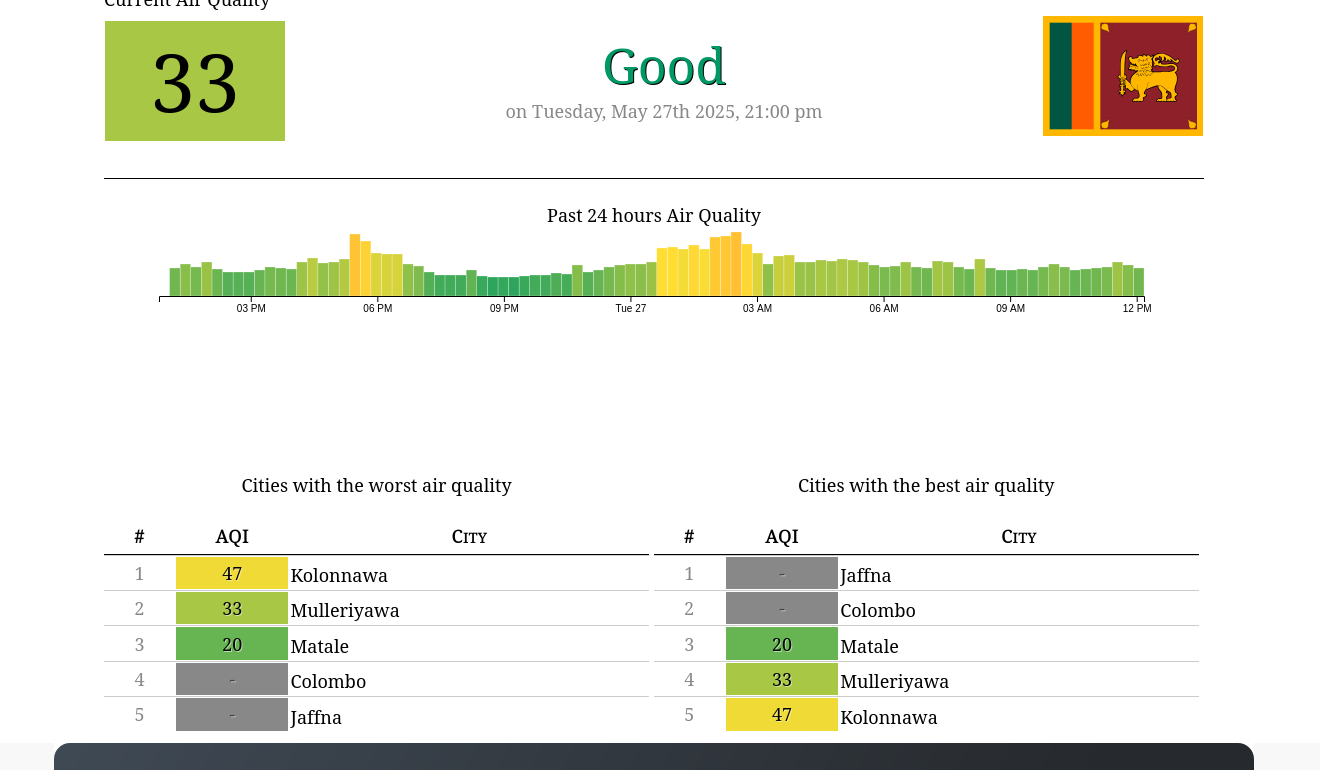 Current Air Quality
33
Good
on Tuesday, May 27th 2025, 21:00 pm
Past 24 hours Air Quality
03 PM 06 PM 09 PM Tue 27 03 AM 06 AM 09 AM 12 PM
Cities with the worst air quality
# AQI City
1 47 Kolonnawa
2 33 Mulleriyawa
3 20 Matale
4 - Colombo
5 - Jaffna
Cities with the best air quality
# AQI City
1 - Jaffna
2 - Colombo
3 20 Matale
4 33 Mulleriyawa
5 47 Kolonnawa